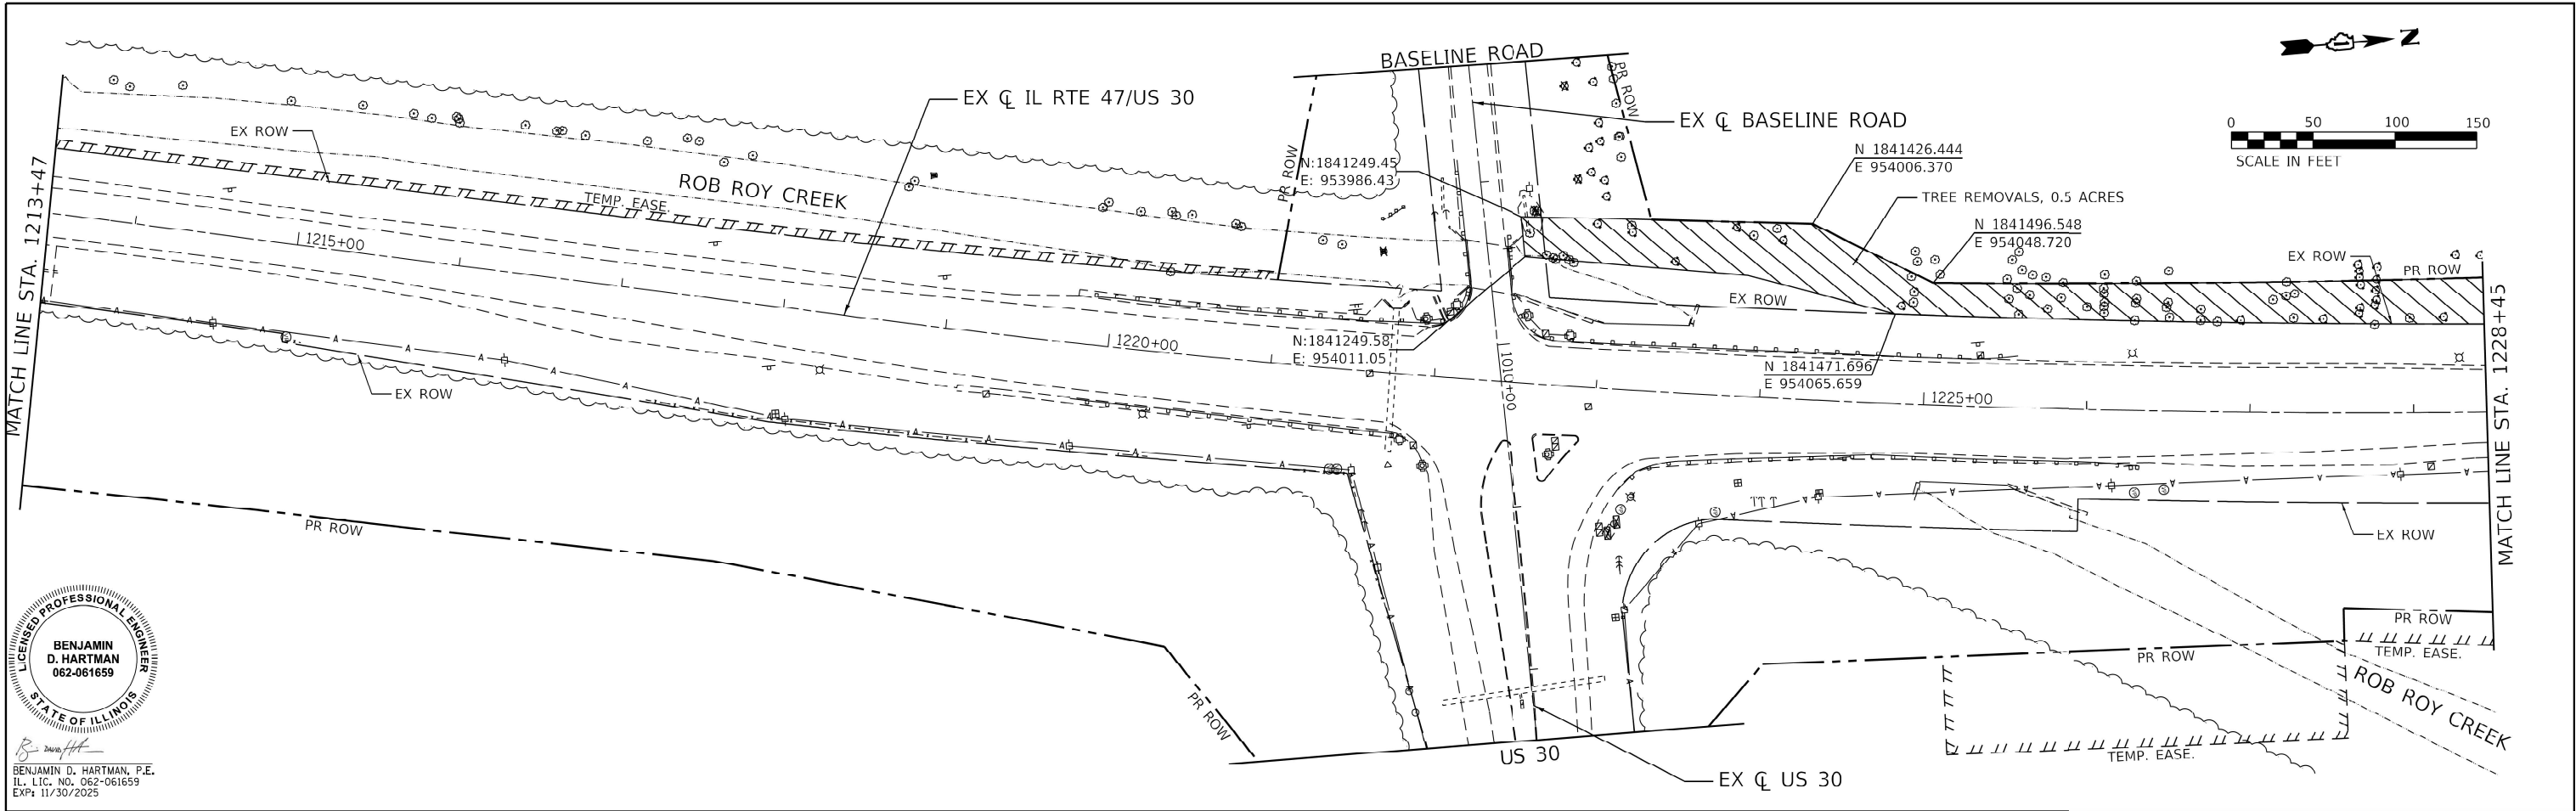 BASELINE ROAD
N
EX ℄ IL RTE 47/US 30
EX ℄ BASELINE ROAD
PR ROW
0 50 100 150
SCALE IN FEET
EX ROW
MATCH LINE STA. 1213+47
ROB ROY CREEK
TEMP. EASE.
PR ROW
N:1841249.45
E: 953986.43
N 1841426.444
E 954006.370
TREE REMOVALS, 0.5 ACRES
N 1841496.548
E 954048.720
EX ROW
PR ROW
1215+00
EX ROW
1220+00
N:1841249.58
E: 954011.05
1010+00
N 1841471.696
E 954065.659
1225+00
MATCH LINE STA. 1228+45
EX ROW
A A A A A A A A A A A
TT T
A A A A A A A A A
EX ROW
PR ROW
PR ROW
PR ROW
TEMP. EASE.
PR ROW
ROB ROY CREEK
TEMP. EASE.
US 30
EX ℄ US 30
LICENSED PROFESSIONAL ENGINEER
BENJAMIN
D. HARTMAN
062-061659
STATE OF ILLINOIS
BENJAMIN D. HARTMAN, P.E.
IL. LIC. NO. 062-061659
EXP: 11/30/2025